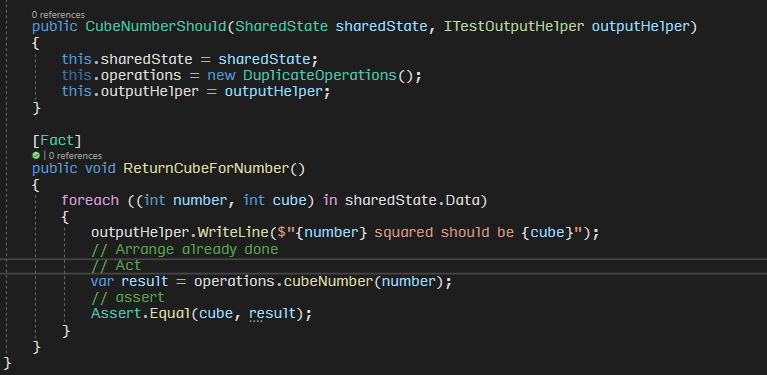 0 references
public CubeNumberShould(SharedState sharedState, ITestOutputHelper outputHelper)
{
this.sharedState = sharedState;
this.operations = new DuplicateOperations();
this.outputHelper = outputHelper;
}
[Fact]
| 0 references
public void ReturnCubeForNumber()
{
foreach ((int number, int cube) in sharedState.Data)
{
outputHelper.WriteLine($"{number} squared should be {cube}");
// Arrange already done
// Act
var result = operations.cubeNumber(number);
// assert
Assert.Equal(cube, result);
}
}
}